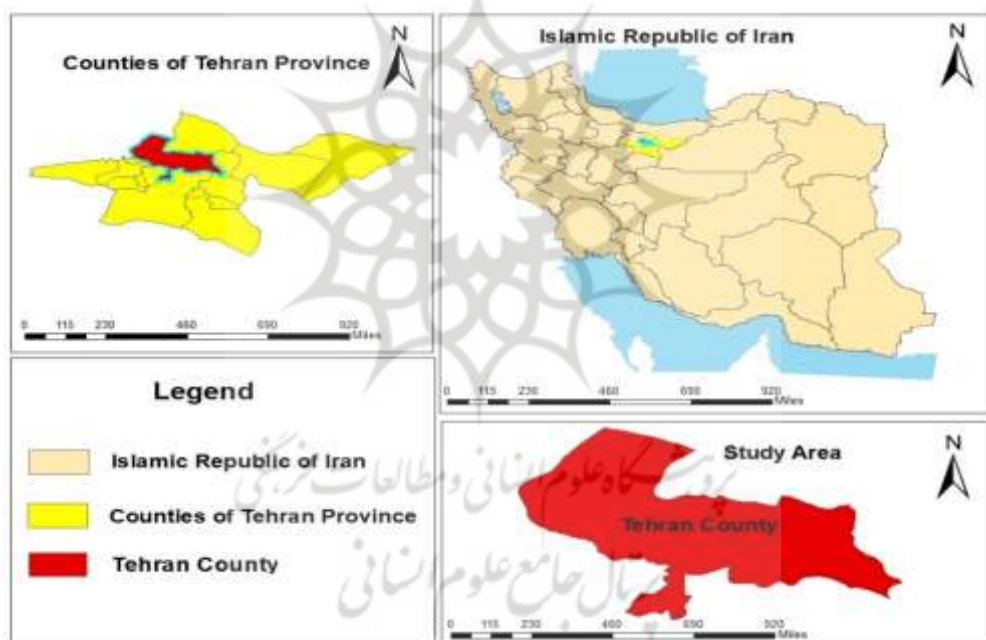 Counties of Tehran Province
N
0 115 230 460 690 920
Miles
Islamic Republic of Iran
N
0 115 230 460 690 920
Miles
Legend
Islamic Republic of Iran
Counties of Tehran Province
Tehran County
Study Area
N
Tehran County
0 115 230 460 690 920
Miles
پژوهشگاه علوم انسانی و مطالعات فرهنگی
پرتال جامع علوم انسانی